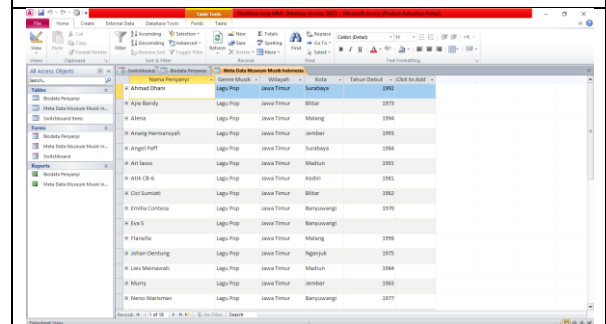 Table Tools
File Home Create External Data Database Tools Fields Table
View
Paste
Cut
Copy
Format Painter
Filter
Ascending
Descending
Remove Sort
Selection
Advanced
Toggle Filter
Refresh
New
Save
Delete
Totals
Spelling
More
Find
Replace
Go To
Select
Calibri (Detail) 11
B I U
Views Clipboard Sort & Filter Records Find Text Formatting
All Access Objects
Search...
Tables
Biodata Penyanyi
Meta Data Museum Musik In...
Switchboard Items
Forms
Biodata Penyanyi
Meta Data Museum Musik In...
Switchboard
Reports
Biodata Penyanyi
Meta Data Museum Musik In...
Switchboard Biodata Penyanyi Meta Data Museum Musik Indonesia
Nama Penyanyi Genre Musik Wilayah Kota Tahun Debut Click to Add
Ahmad Dhani Lagu Pop Jawa Timur Surabaya 1992
Ajie Bandy Lagu Pop Jawa Timur Blitar 1973
Alena Lagu Pop Jawa Timur Malang
Anang Hermansyah Lagu Pop Jawa Timur Jember
Angel Paff Lagu Pop Jawa Timur Surabaya
Ari lasso Lagu Pop Jawa Timur Madiun 1991
Atik CB-6 Lagu Pop Jawa Timur Kediri 1981
Cici Sumiati Lagu Pop Jawa Timur Blitar 1982
Emilia Contessa Lagu Pop Jawa Timur Banyuwangi 1970
Eva S Lagu Pop Jawa Timur Banyuwangi
Flanella Lagu Pop Jawa Timur Malang 1998
Johan Oentung Lagu Pop Jawa Timur Nganjuk 1975
Lies Mernawati Lagu Pop Jawa Timur Madiun
Murry Lagu Pop Jawa Timur Jember
Neno Warisman Lagu Pop Jawa Timur Banyuwangi 1977
Record: 1 of 18 No Filter Search
Datasheet View